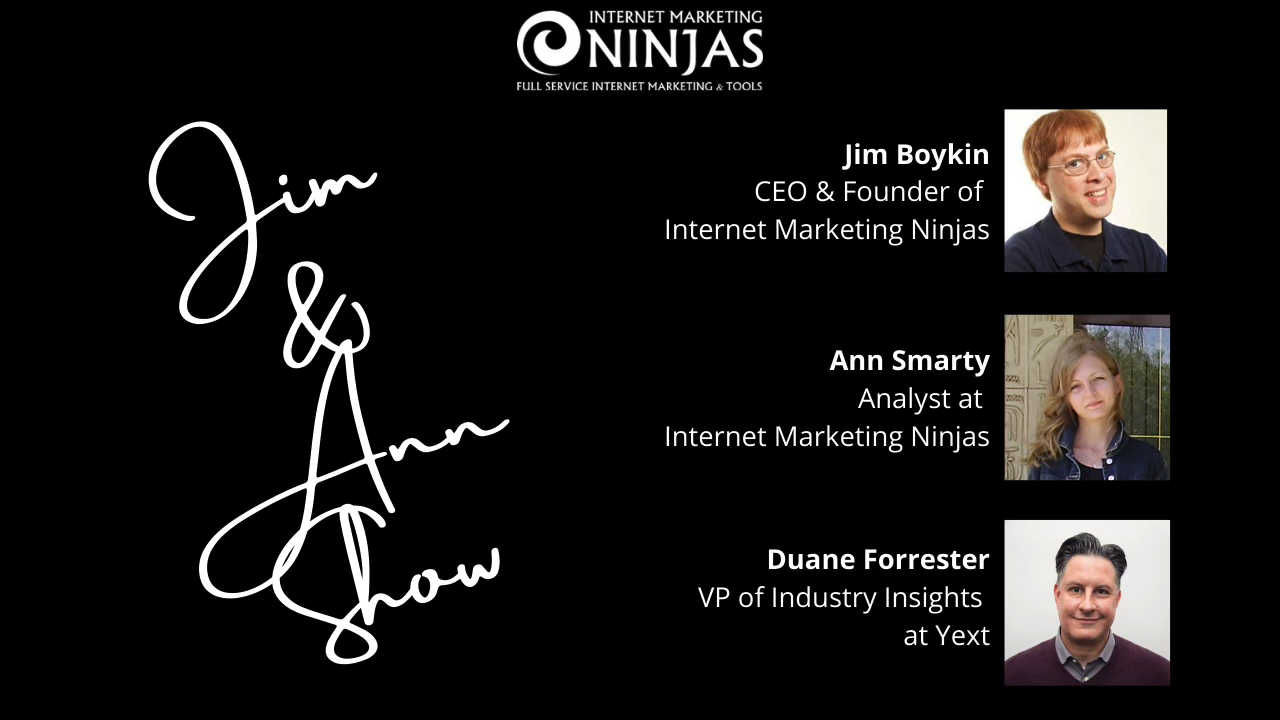 INTERNET MARKETING
NINJAS
FULL SERVICE INTERNET MARKETING & TOOLS
Jim
&
Ann
Show
Jim Boykin
CEO & Founder of
Internet Marketing Ninjas
Ann Smarty
Analyst at
Internet Marketing Ninjas
Duane Forrester
VP of Industry Insights
at Yext